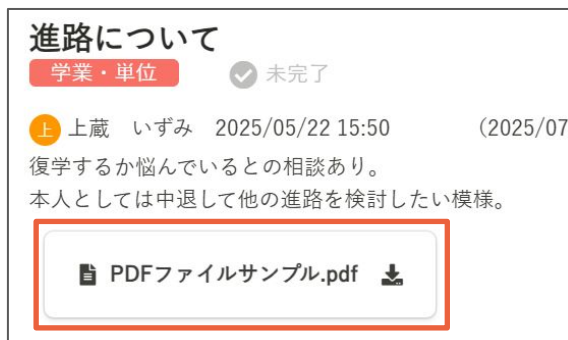 進路について
学業・単位 未完了
上 上蔵 いずみ 2025/05/22 15:50 (2025/07
復学するか悩んでいるとの相談あり。
本人としては中退して他の進路を検討したい模様。
PDFファイルサンプル.pdf